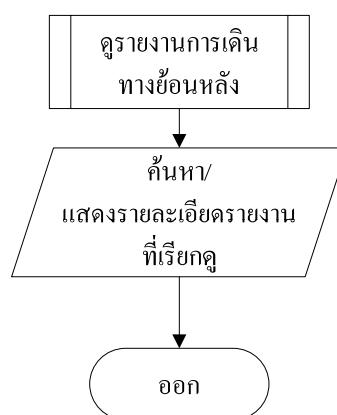 ดูรายงานการเดิน
ทางย้อนหลัง
ค้นหา/
แสดงรายละเอียดรายงาน
ที่เรียกดู
ออก